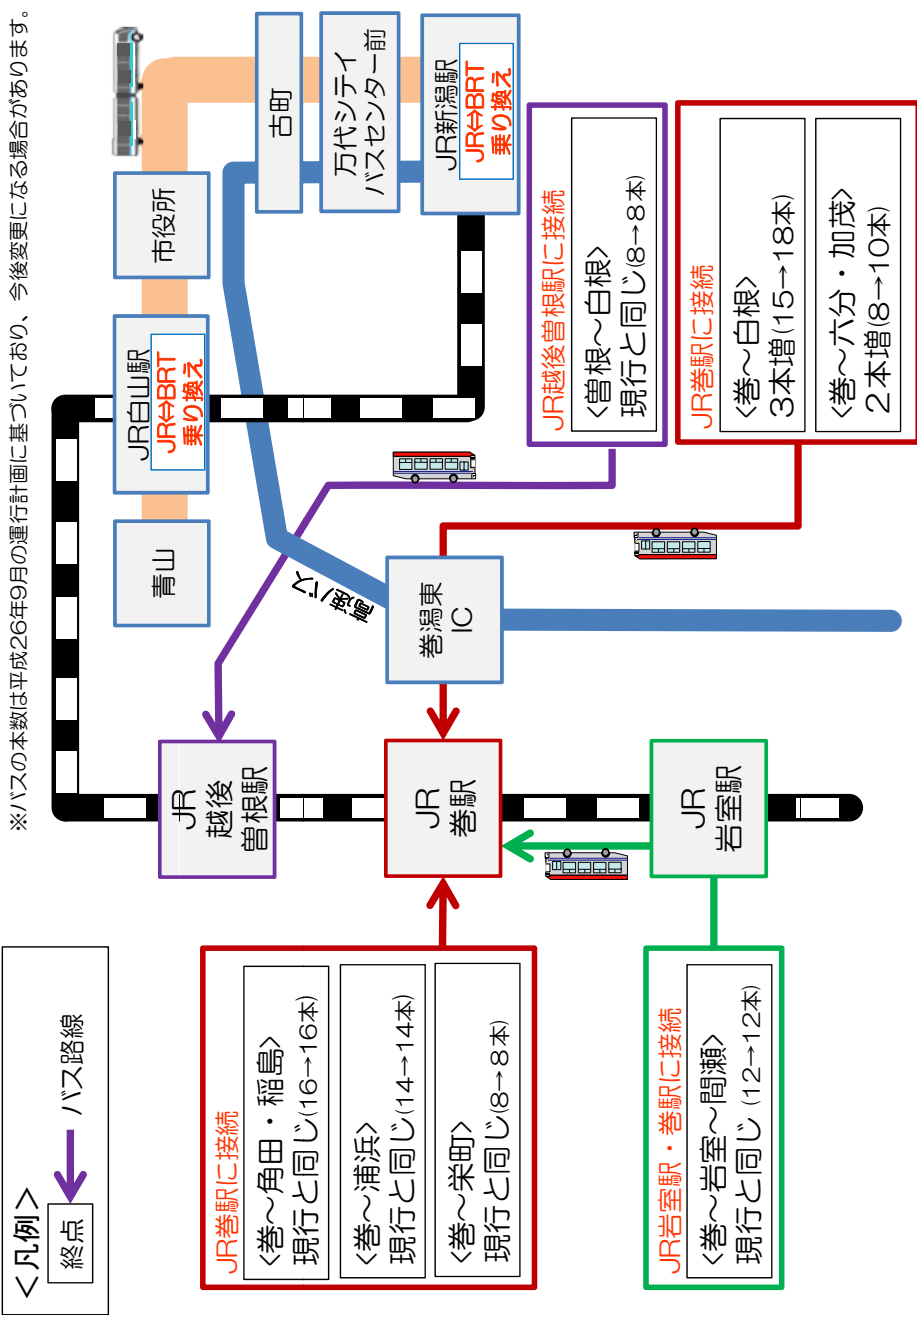 <凡例>
終点
バス路線
※バスの本数は平成26年9月の運行計画に基づいており、今後変更になる場合があります。
青山
JR白山駅
JR⇔BRT
乗り換え
市役所
古町
万代シテイ
バスセンター前
JR新潟駅
JR⇔BRT
乗り換え
高速バス
JR
越後
曽根駅
JR
巻駅
巻潟東
IC
JR
岩室駅
JR越後曽根駅に接続
<曽根～白根>
現行と同じ(8→8本)
JR巻駅に接続
<巻～白根>
3本増(15→18本)
<巻～六分・加茂>
2本増(8→10本)
JR巻駅に接続
<巻～角田・稲島>
現行と同じ(16→16本)
<巻～浦浜>
現行と同じ(14→14本)
<巻～栄町>
現行と同じ(8→8本)
JR岩室駅・巻駅に接続
<巻～岩室～間瀬>
現行と同じ(12→12本)